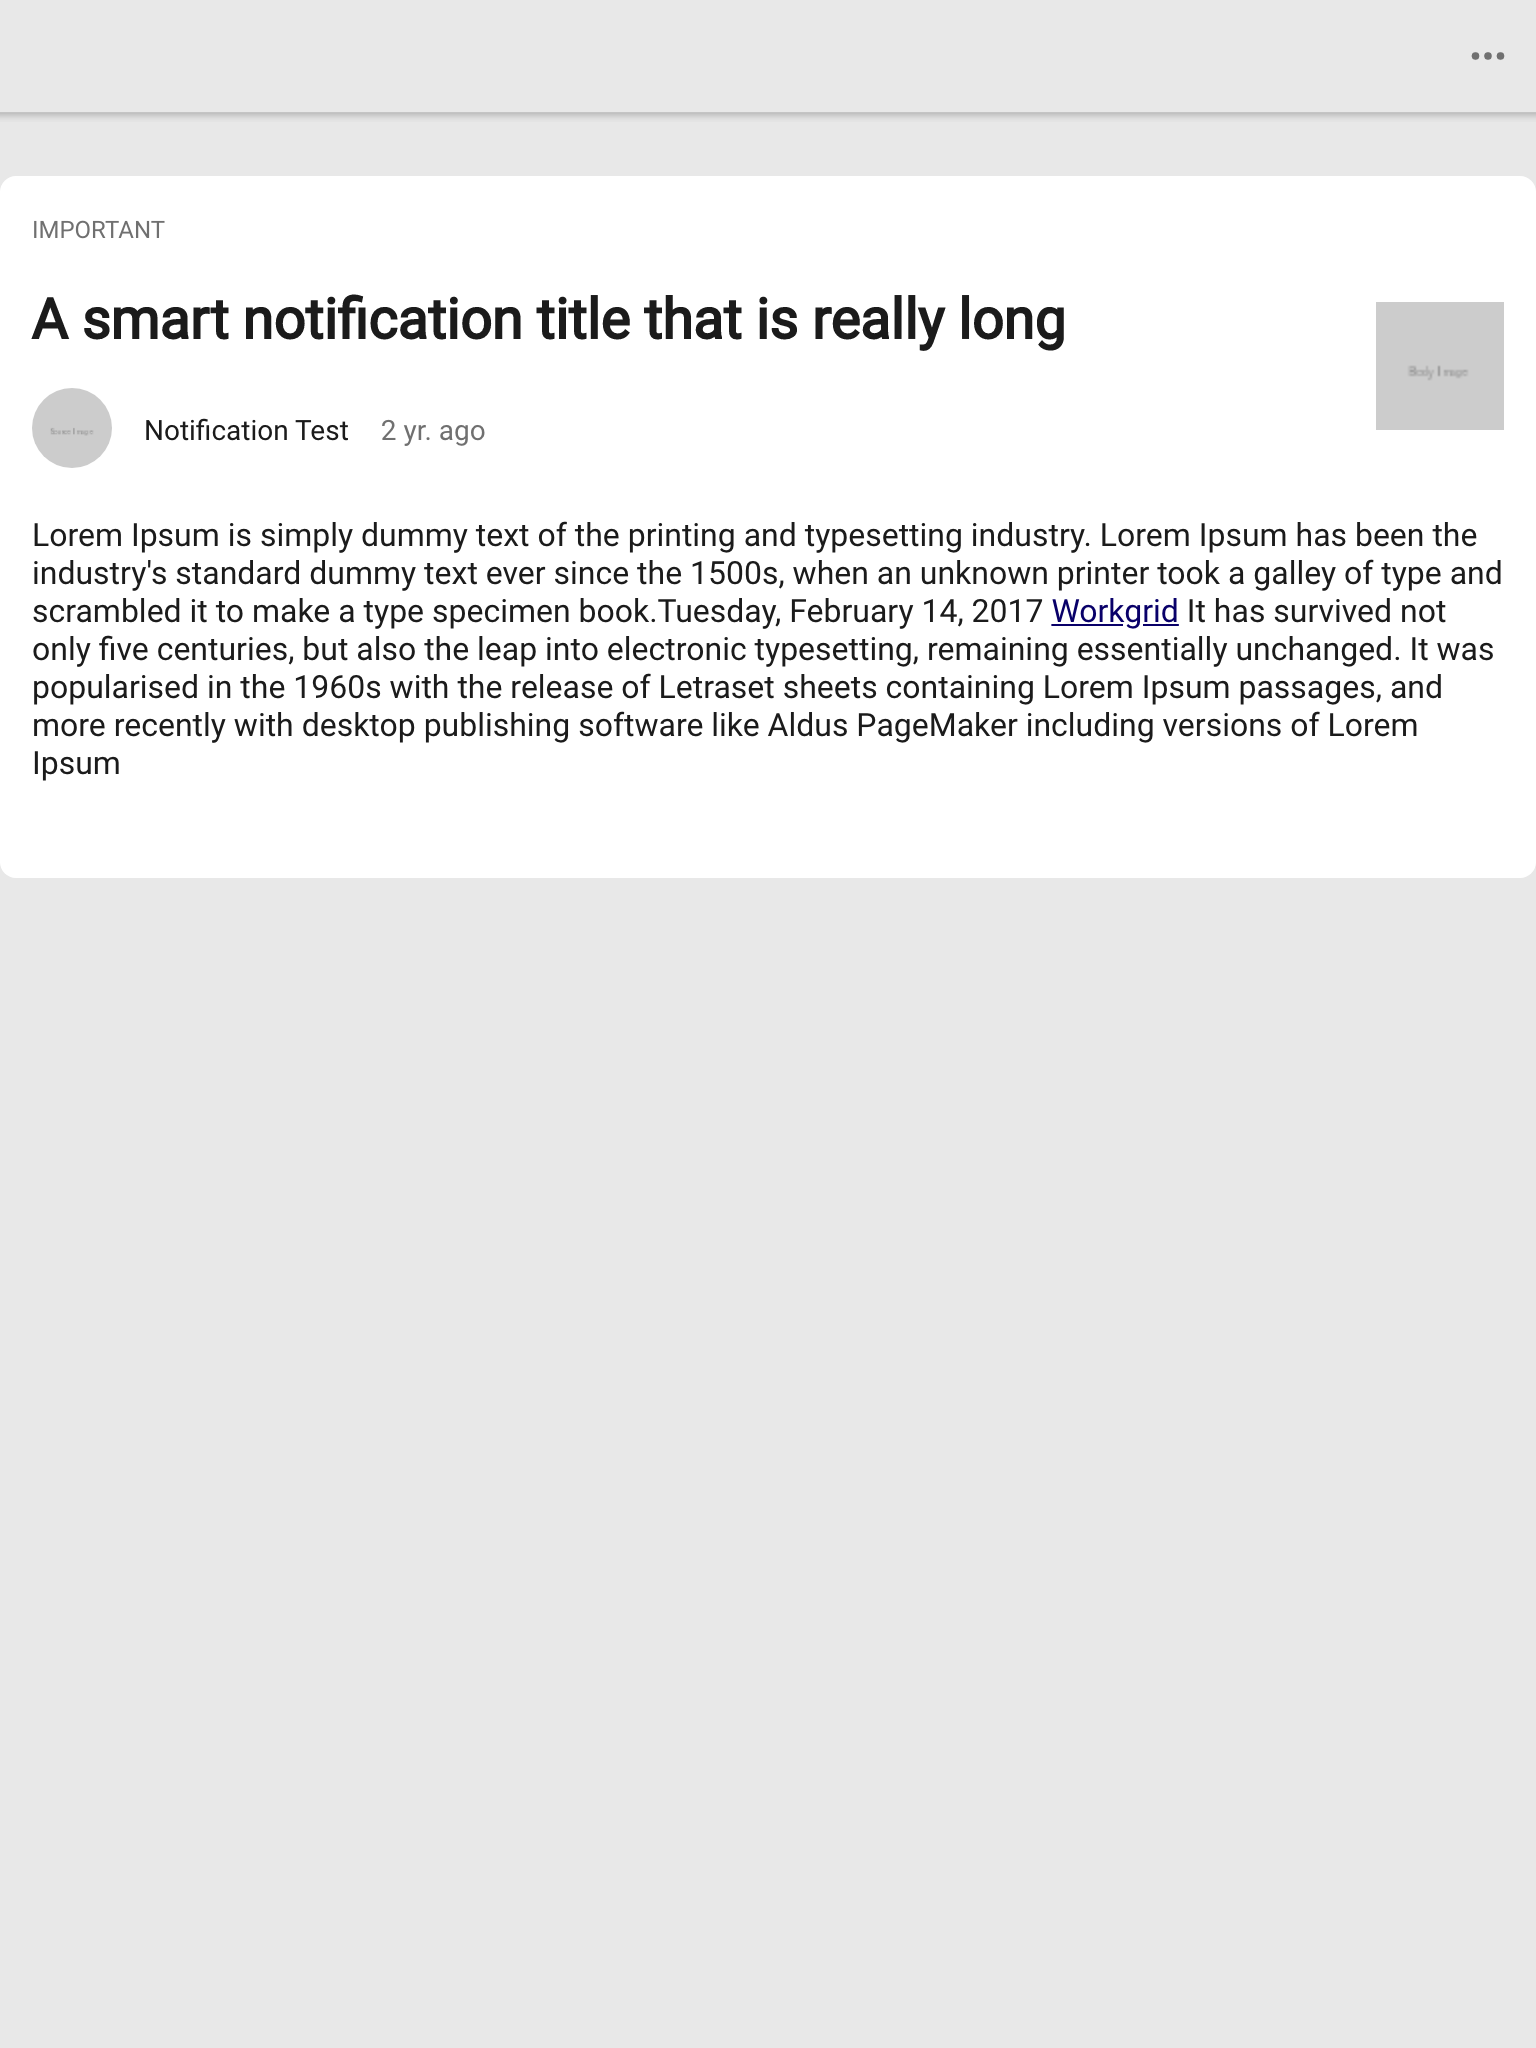 IMPORTANT
A smart notification title that is really long
Body Image
Notification Test 2 yr. ago
Lorem Ipsum is simply dummy text of the printing and typesetting industry. Lorem Ipsum has been the
industry's standard dummy text ever since the 1500s, when an unknown printer took a galley of type and
scrambled it to make a type specimen book.Tuesday, February 14, 2017 Workgrid It has survived not
only five centuries, but also the leap into electronic typesetting, remaining essentially unchanged. It was
popularised in the 1960s with the release of Letraset sheets containing Lorem Ipsum passages, and
more recently with desktop publishing software like Aldus PageMaker including versions of Lorem
Ipsum